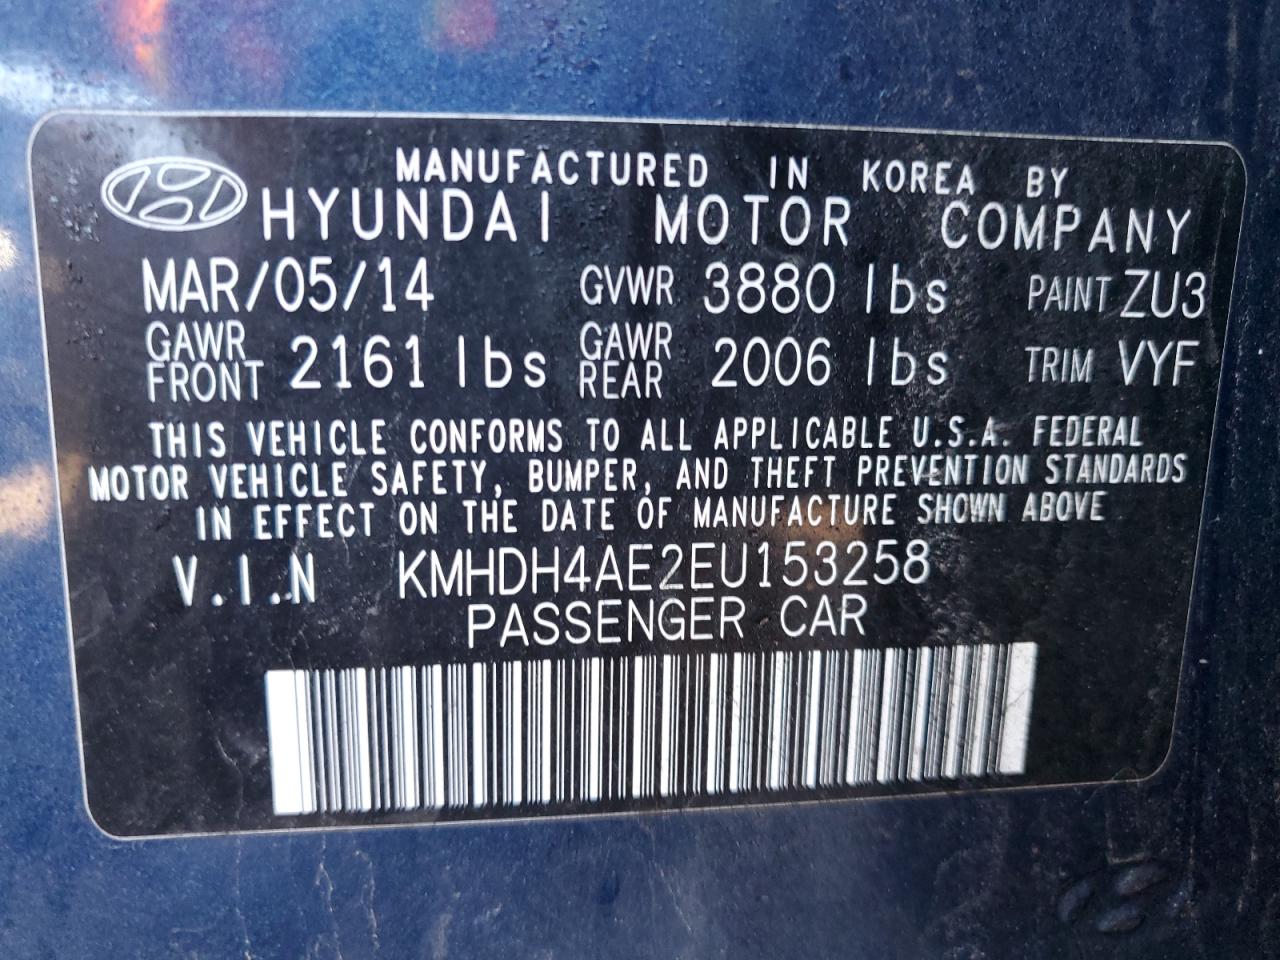 MANUFACTURED IN KOREA BY
HYUNDAI MOTOR COMPANY
MAR/05/14 GVWR 3880 lbs PAINT ZU3
GAWR FRONT 2161 lbs GAWR REAR 2006 lbs TRIM VYF
THIS VEHICLE CONFORMS TO ALL APPLICABLE U.S.A. FEDERAL
MOTOR VEHICLE SAFETY, BUMPER, AND THEFT PREVENTION STANDARDS
IN EFFECT ON THE DATE OF MANUFACTURE SHOWN ABOVE
V.I.N KMHDH4AE2EU153258
PASSENGER CAR